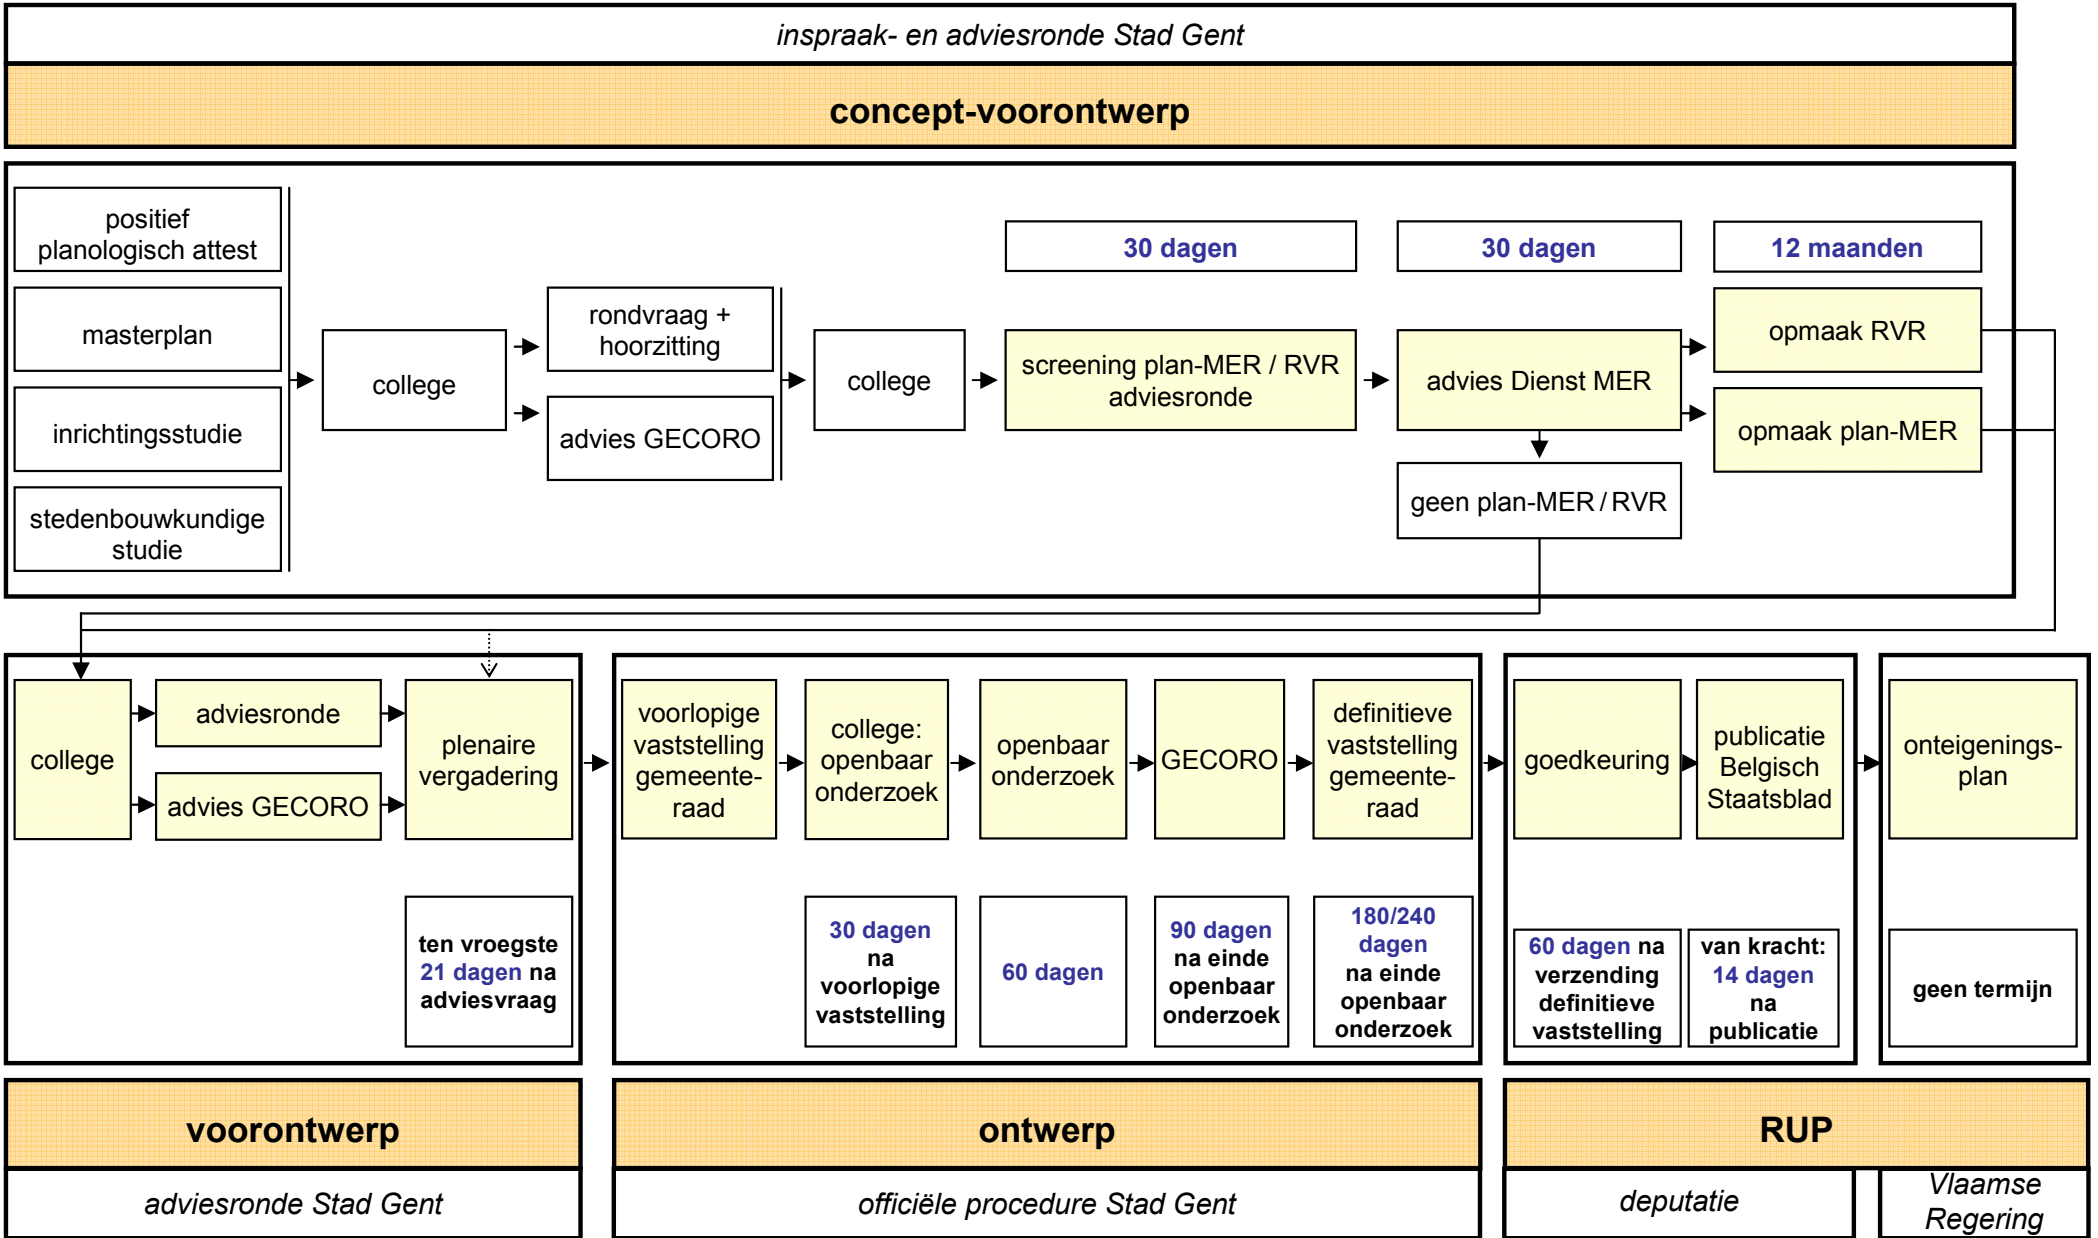 inspraak- en adviesronde Stad Gent
concept-voorontwerp
positief
planologisch attest
masterplan
inrichtingsstudie
stedenbouwkundige
studie
college
rondvraag +
hoorzitting
advies GECORO
college
30 dagen
screening plan-MER / RVR
adviesronde
30 dagen
advies Dienst MER
geen plan-MER / RVR
12 maanden
opmaak RVR
opmaak plan-MER
college
adviesronde
advies GECORO
plenaire
vergadering
ten vroegste
21 dagen na
adviesvraag
voorlopige
vaststelling
gemeente-
raad
college:
openbaar
onderzoek
30 dagen
na
voorlopige
vaststelling
openbaar
onderzoek
60 dagen
GECORO
90 dagen
na einde
openbaar
onderzoek
definitieve
vaststelling
gemeente-
raad
180/240
dagen
na einde
openbaar
onderzoek
goedkeuring
60 dagen na
verzending
definitieve
vaststelling
publicatie
Belgisch
Staatsblad
van kracht:
14 dagen
na
publicatie
onteigenings-
plan
geen termijn
voorontwerp
adviesronde Stad Gent
ontwerp
officiële procedure Stad Gent
RUP
deputatie
Vlaamse
Regering